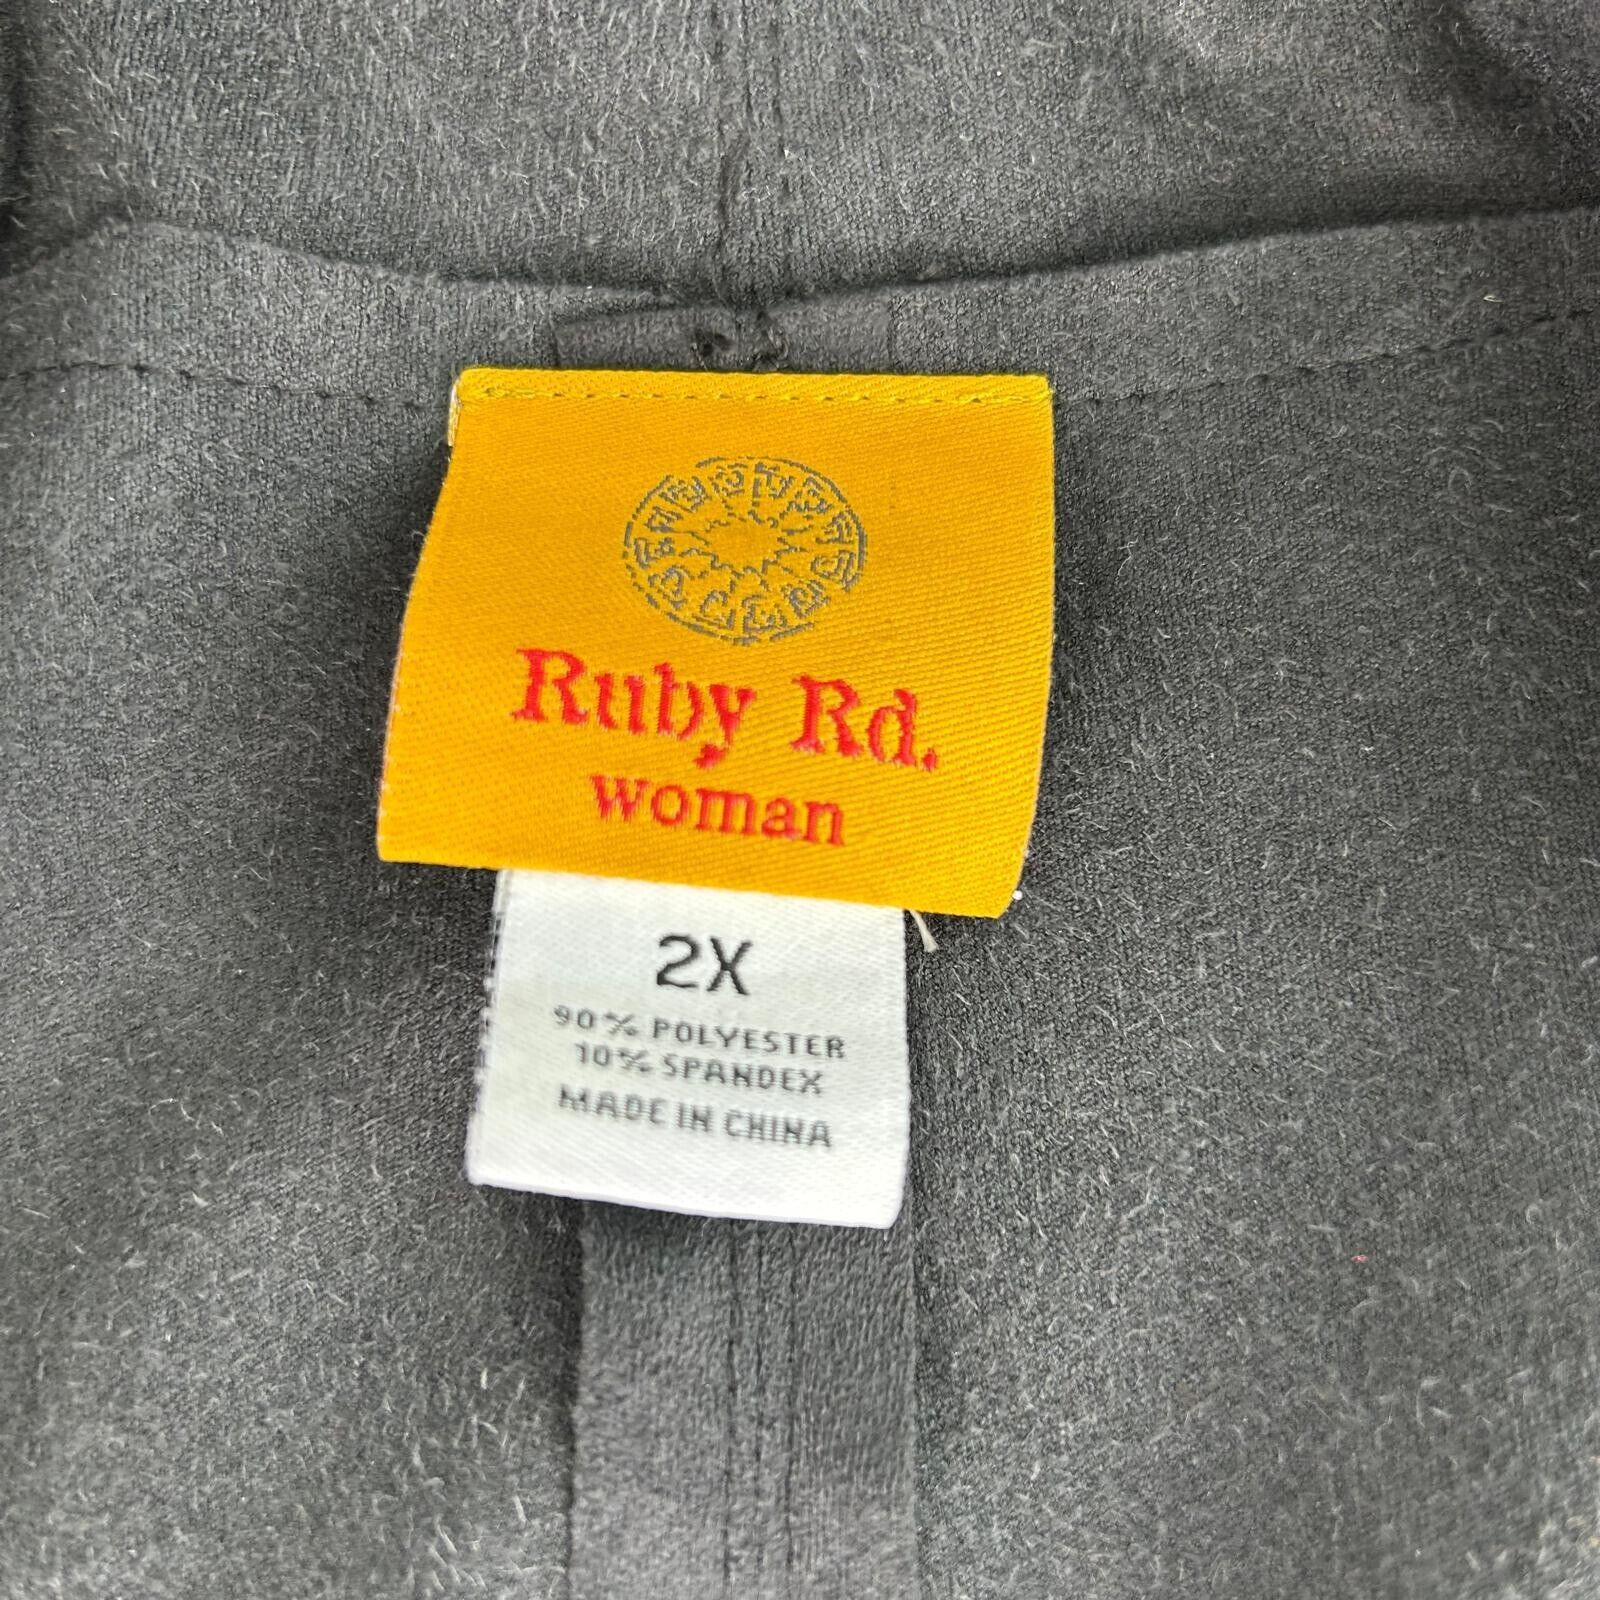 Ruby Rd.
woman
2X
90% POLYESTER
10% SPANDEX
MADE IN CHINA